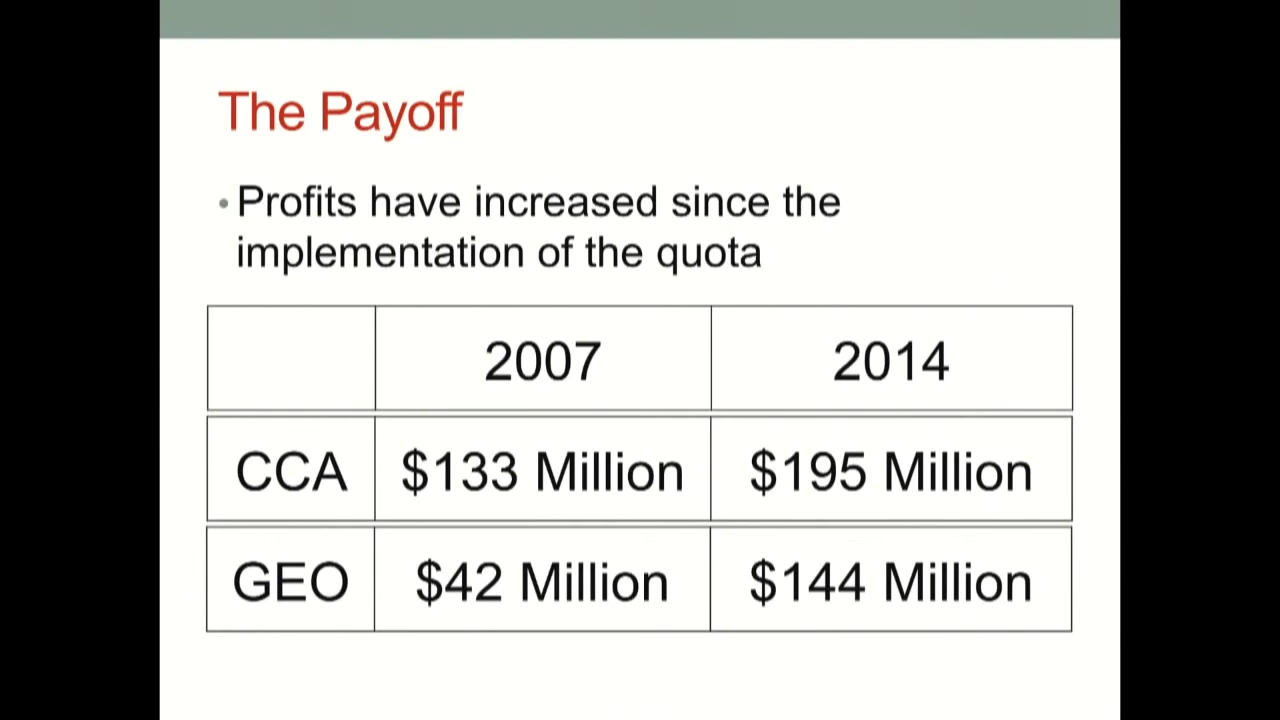 The Payoff
• Profits have increased since the
implementation of the quota
2007 2014
CCA $133 Million $195 Million
GEO $42 Million $144 Million